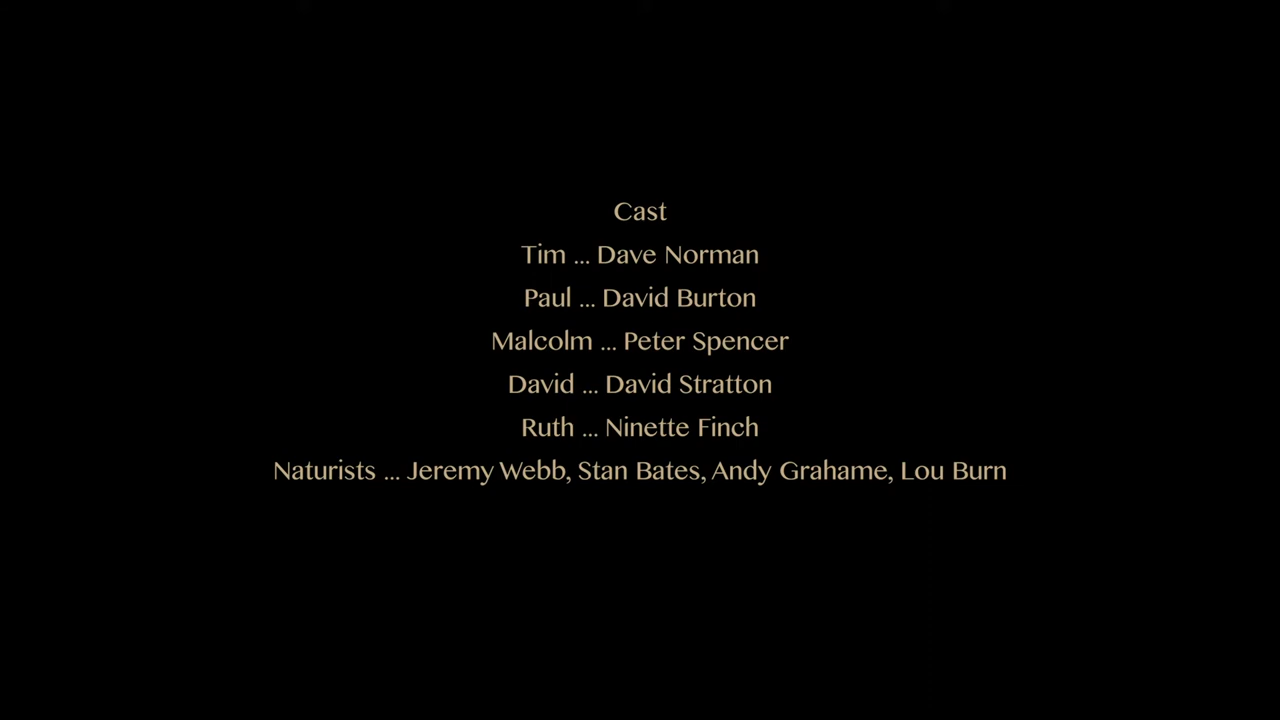 Cast
Tim ... Dave Norman
Paul ... David Burton
Malcolm ... Peter Spencer
David ... David Stratton
Ruth ... Ninette Finch
Naturists ... Jeremy Webb, Stan Bates, Andy Grahame, Lou Burn